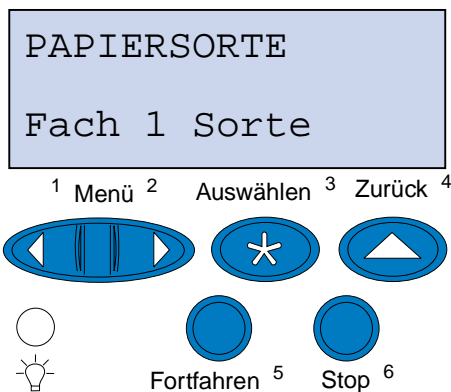 PAPIERSORTE
Fach 1 Sorte
1 Menü 2 Auswählen 3 Zurück 4
Fortfahren 5 Stop 6